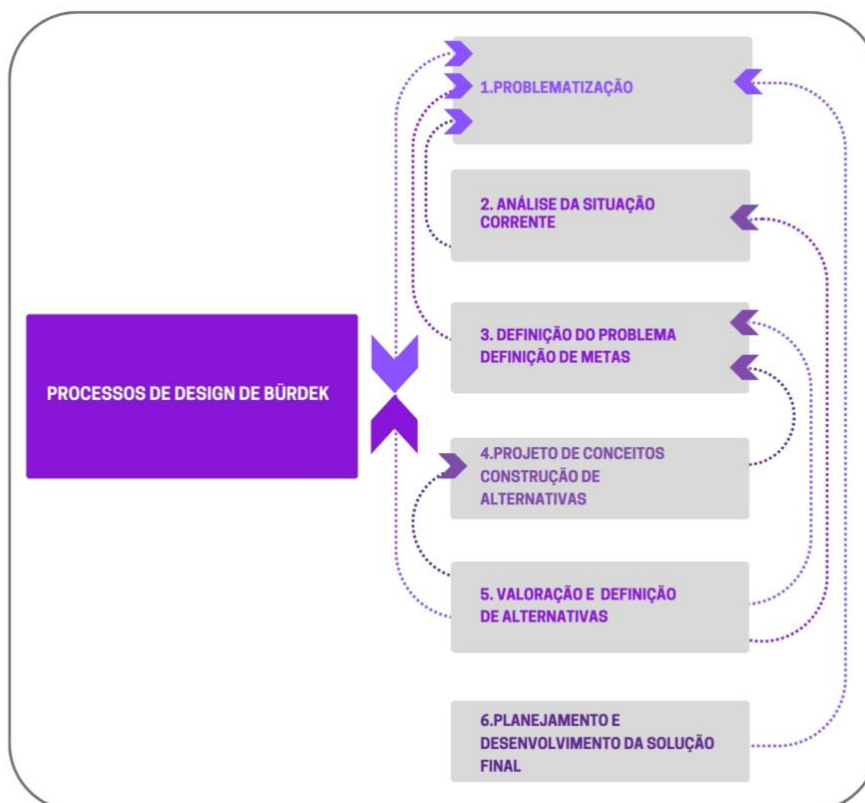 1.PROBLEMATIZAÇÃO
2. ANÁLISE DA SITUAÇÃO
CORRENTE
3. DEFINIÇÃO DO PROBLEMA
DEFINIÇÃO DE METAS
PROCESSOS DE DESIGN DE BÜRDEK
4.PROJETO DE CONCEITOS
CONSTRUÇÃO DE
ALTERNATIVAS
5. VALORAÇÃO E DEFINIÇÃO
DE ALTERNATIVAS
6.PLANEJAMENTO E
DESENVOLVIMENTO DA SOLUÇÃO
FINAL